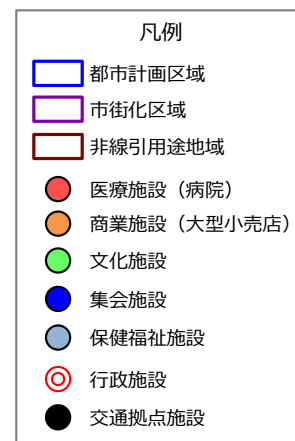 凡例
都市計画区域
市街化区域
非線引用途地域
医療施設（病院）
商業施設（大型小売店）
文化施設
集会施設
保健福祉施設
行政施設
交通拠点施設